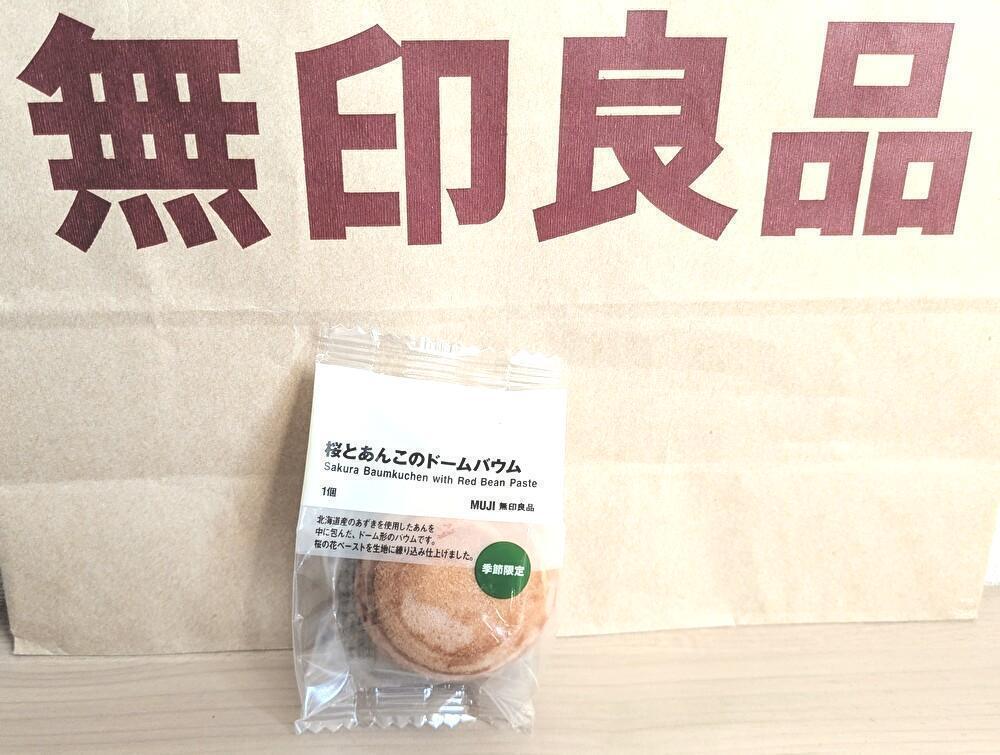 無印良品
桜とあんこのドームバウム
Sakura Baumkuchen with Red Bean Paste
1個
MUJI 無印良品
北海道産のあずきを使用したあんを
中に包んだ、ドーム形のバウムです。
桜の花ペーストを生地に練り込み仕上げました。
季節限定